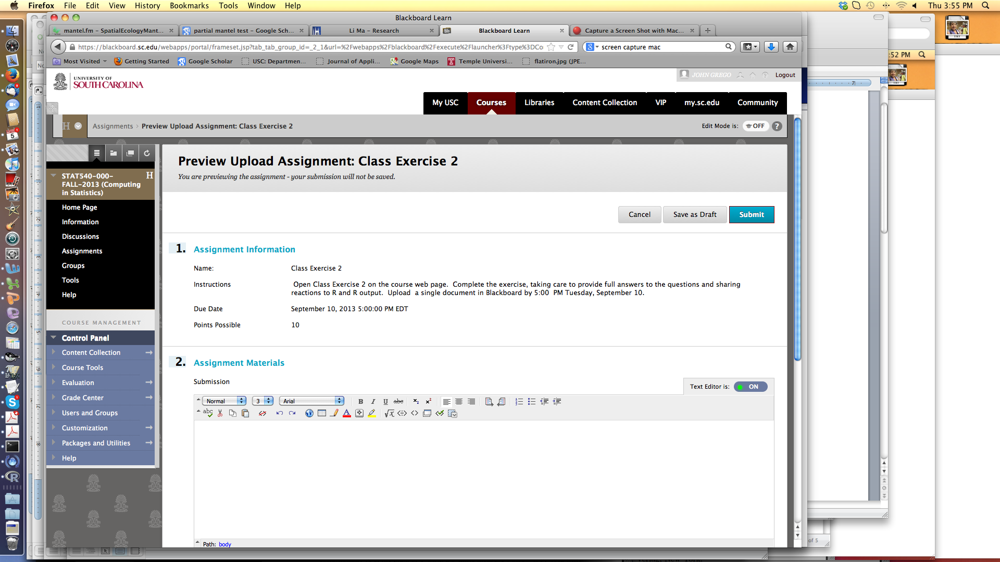 Firefox File Edit View History Bookmarks Tools Window Help Thu 3:55 PM
Blackboard Learn
mantel.fm - SpatialEcologyMant... partial mantel test - Google Sch... Li Ma - Research Blackboard Learn Capture a Screen Shot with Mac...
https://blackboard.sc.edu/webapps/portal/frameset.jsp?tab_tab_group_id=_2_1&url=%2Fwebapps%2Fblackboard%2Fexecute%2Flauncher%3Ftype%3DCo screen capture mac
:52 PM
Most Visited Getting Started Google Scholar USC: Departmen... Journal of Appli... Google Maps Temple Universi... flatiron.jpg (JPE...
UNIVERSITY OF
SOUTH CAROLINA
JOHN GREGO Logout
My USC Courses Libraries Content Collection VIP my.sc.edu Community
H Assignments > Preview Upload Assignment: Class Exercise 2 Edit Mode is: OFF ?
Preview Upload Assignment: Class Exercise 2
You are previewing the assignment - your submission will not be saved.
STAT540-000-
FALL-2013 (Computing
in Statistics)
H
Home Page
Information
Discussions
Assignments
Groups
Tools
Help
COURSE MANAGEMENT
Control Panel
Content Collection
Course Tools
Evaluation
Grade Center
Users and Groups
Customization
Packages and Utilities
Help
Cancel Save as Draft Submit
1. Assignment Information
Name: Class Exercise 2
Instructions Open Class Exercise 2 on the course web page. Complete the exercise, taking care to provide full answers to the questions and sharing
reactions to R and R output. Upload a single document in Blackboard by 5:00 PM Tuesday, September 10.
Due Date September 10, 2013 5:00:00 PM EDT
Points Possible 10
2. Assignment Materials
Submission
Text Editor is: ON
Normal 3 Arial B I U abc
Path: body
of 5